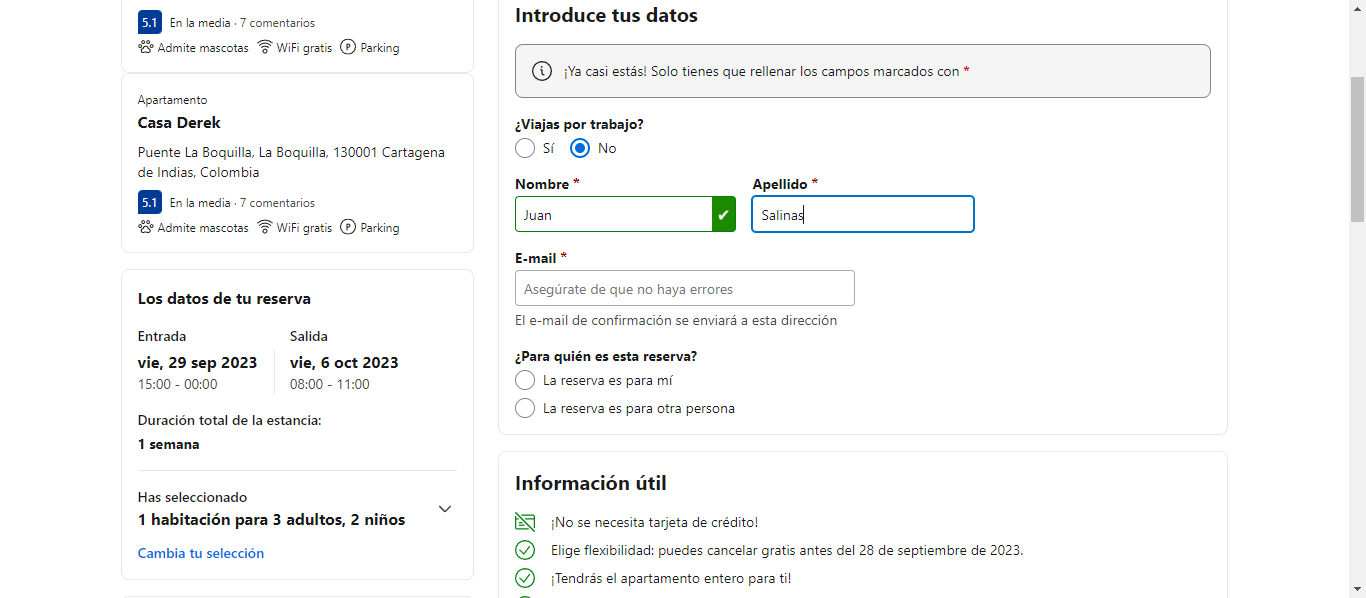 5.1 En la media · 7 comentarios
Admite mascotas WiFi gratis P Parking
Apartamento
Casa Derek
Puente La Boquilla, La Boquilla, 130001 Cartagena
de Indias, Colombia
5.1 En la media · 7 comentarios
Admite mascotas WiFi gratis P Parking
Los datos de tu reserva
Entrada Salida
vie, 29 sep 2023 vie, 6 oct 2023
15:00 - 00:00 08:00 - 11:00
Duración total de la estancia:
1 semana
Has seleccionado
1 habitación para 3 adultos, 2 niños
Cambia tu selección
Introduce tus datos
¡Ya casi estás! Solo tienes que rellenar los campos marcados con *
¿Viajas por trabajo?
Sí No
Nombre * Apellido *
Juan Salinas
E-mail *
Asegúrate de que no haya errores
El e-mail de confirmación se enviará a esta dirección
¿Para quién es esta reserva?
La reserva es para mí
La reserva es para otra persona
Información útil
¡No se necesita tarjeta de crédito!
Elige flexibilidad: puedes cancelar gratis antes del 28 de septiembre de 2023.
¡Tendrás el apartamento entero para ti!